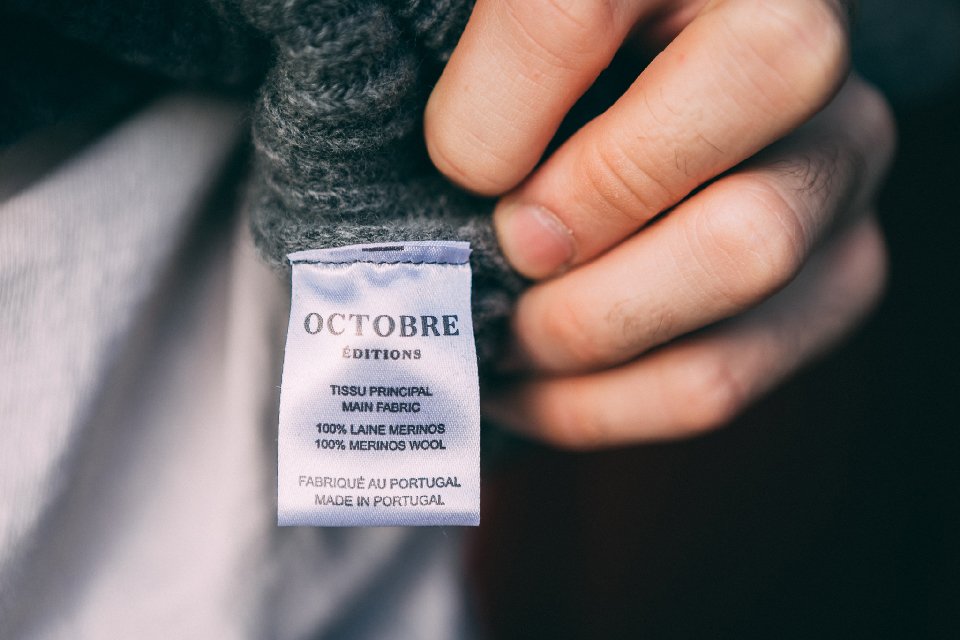 OCTOBRE
ÉDITIONS
TISSU PRINCIPAL
MAIN FABRIC
100% LAINE MERINOS
100% MERINOS WOOL
FABRIQUÉ AU PORTUGAL
MADE IN PORTUGAL